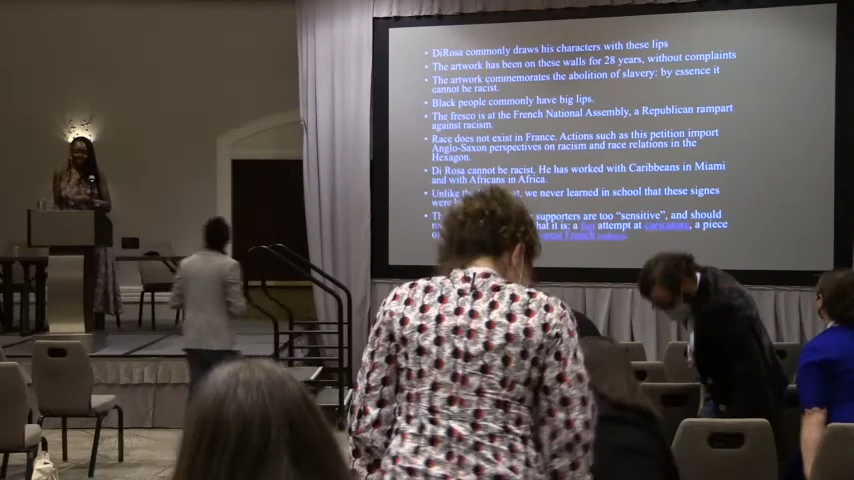 • DiRosa commonly draws his characters with these lips
• The artwork has been on these walls for 28 years, without complaints
• The artwork commemorates the abolition of slavery: by essence it
cannot be racist.
• Black people commonly have big lips.
• The fresco is at the French National Assembly, a Republican rampart
against racism.
• Race does not exist in France. Actions such as this petition import
Anglo-Saxon perspectives on racism and race relations in the
Hexagon.
• Di Rosa cannot be racist. He has worked with Caribbeans in Miami
and with Africans in Africa.
• Unlike we never learned in school that these signes
were
• supporters are too “sensitive”, and should
it is: a fun attempt at caricature, a piece
great French